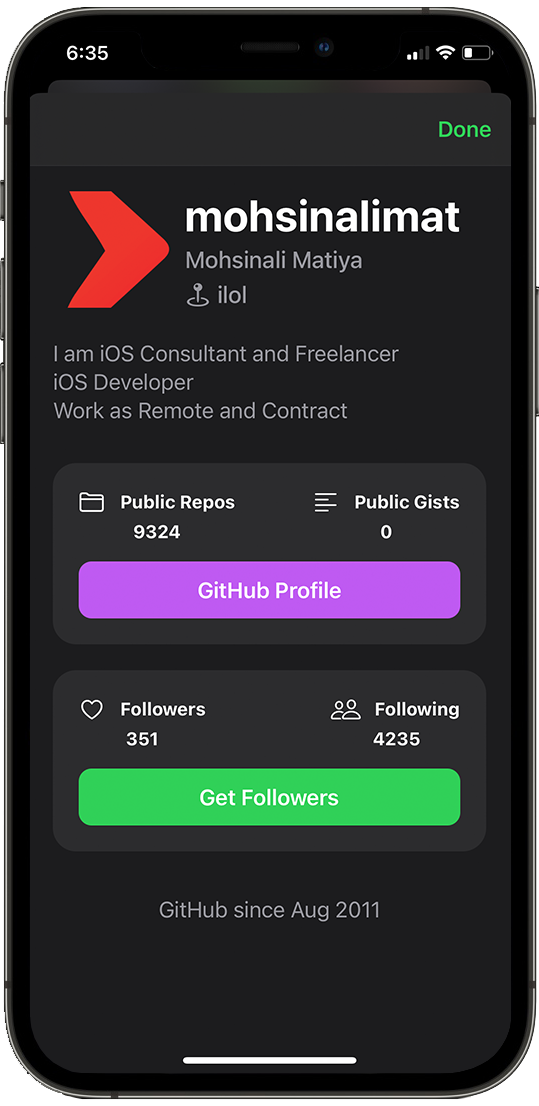 6:35
Done
mohsinalimat
Mohsinali Matiya
ilol
I am iOS Consultant and Freelancer
iOS Developer
Work as Remote and Contract
Public Repos
Public Gists
9324
0
GitHub Profile
Followers
Following
351
4235
Get Followers
GitHub since Aug 2011